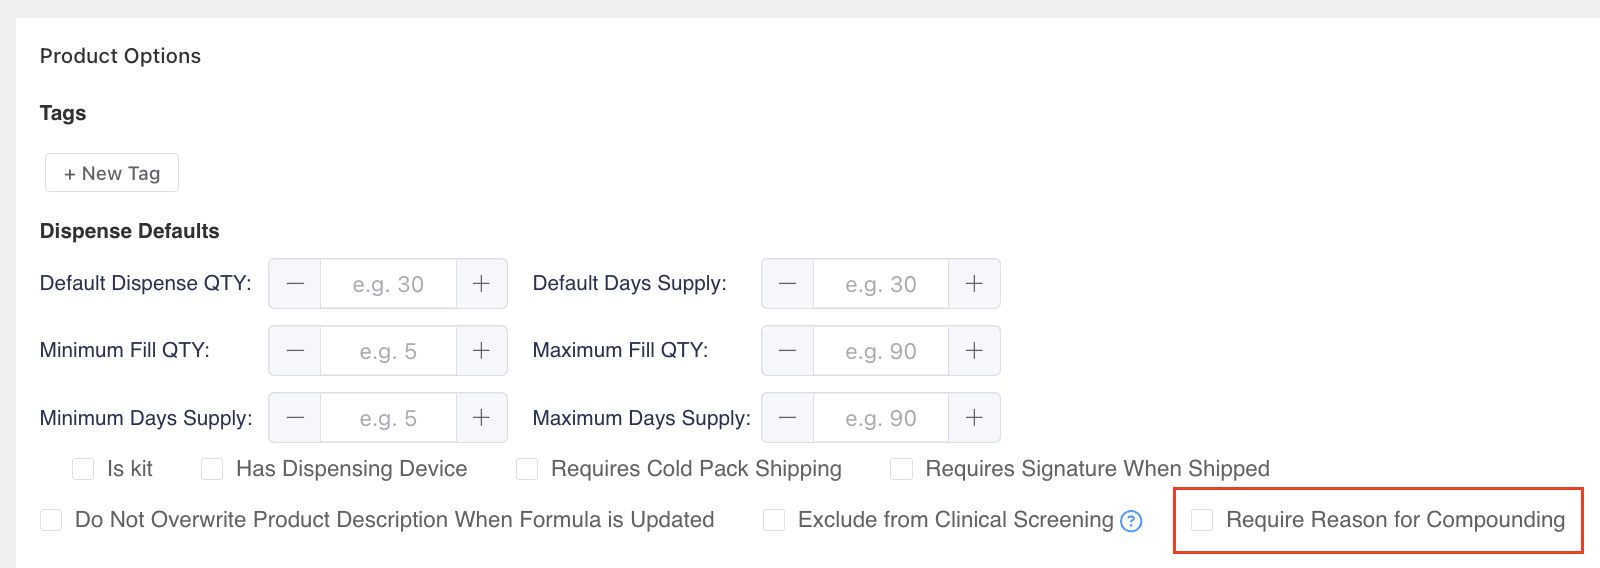 Product Options
Tags
+ New Tag
Dispense Defaults
Default Dispense QTY: — e.g. 30 + Default Days Supply: — e.g. 30 +
Minimum Fill QTY: — e.g. 5 + Maximum Fill QTY: — e.g. 90 +
Minimum Days Supply: — e.g. 5 + Maximum Days Supply: — e.g. 90 +
Is kit Has Dispensing Device Requires Cold Pack Shipping Requires Signature When Shipped
Do Not Overwrite Product Description When Formula is Updated Exclude from Clinical Screening ? Require Reason for Compounding